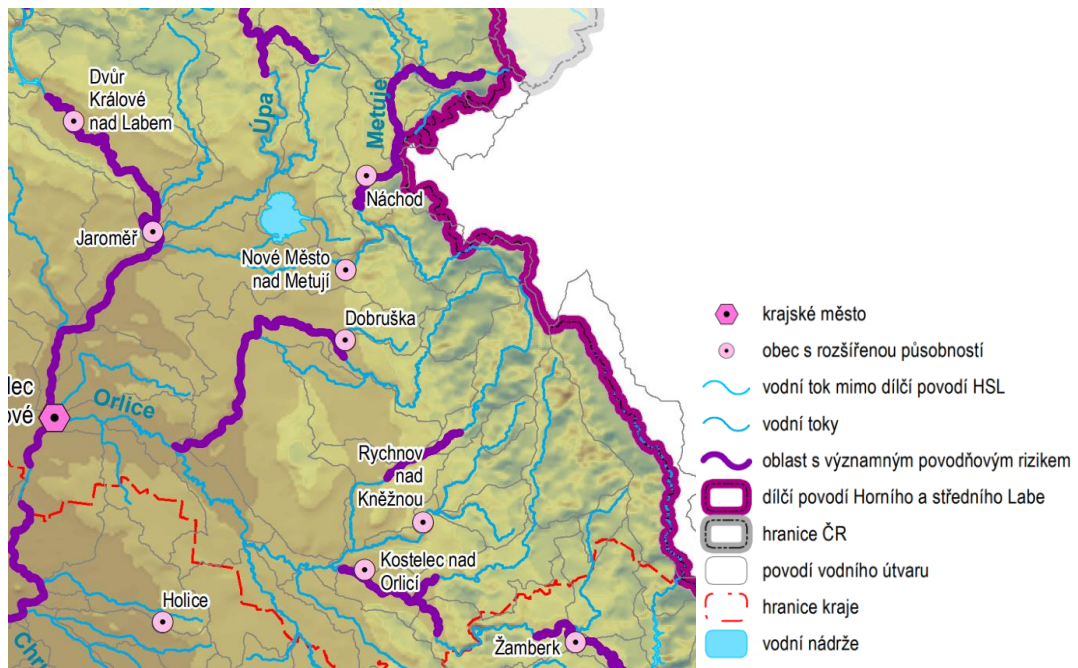 Dvůr
Králové
nad Labem
Úpa
Metuje
Náchod
Jaroměř
Nové Město
nad Metují
Dobruška
lec
ové
Orlice
Rychnov
nad
Kněžnou
Kostelec nad
Orlicí
Holice
Žamberk
Chr
krajské město
obec s rozšířenou působností
vodní tok mimo dílčí povodí HSL
vodní toky
oblast s významným povodňovým rizikem
dílčí povodí Horního a středního Labe
hranice ČR
povodí vodního útvaru
hranice kraje
vodní nádrže